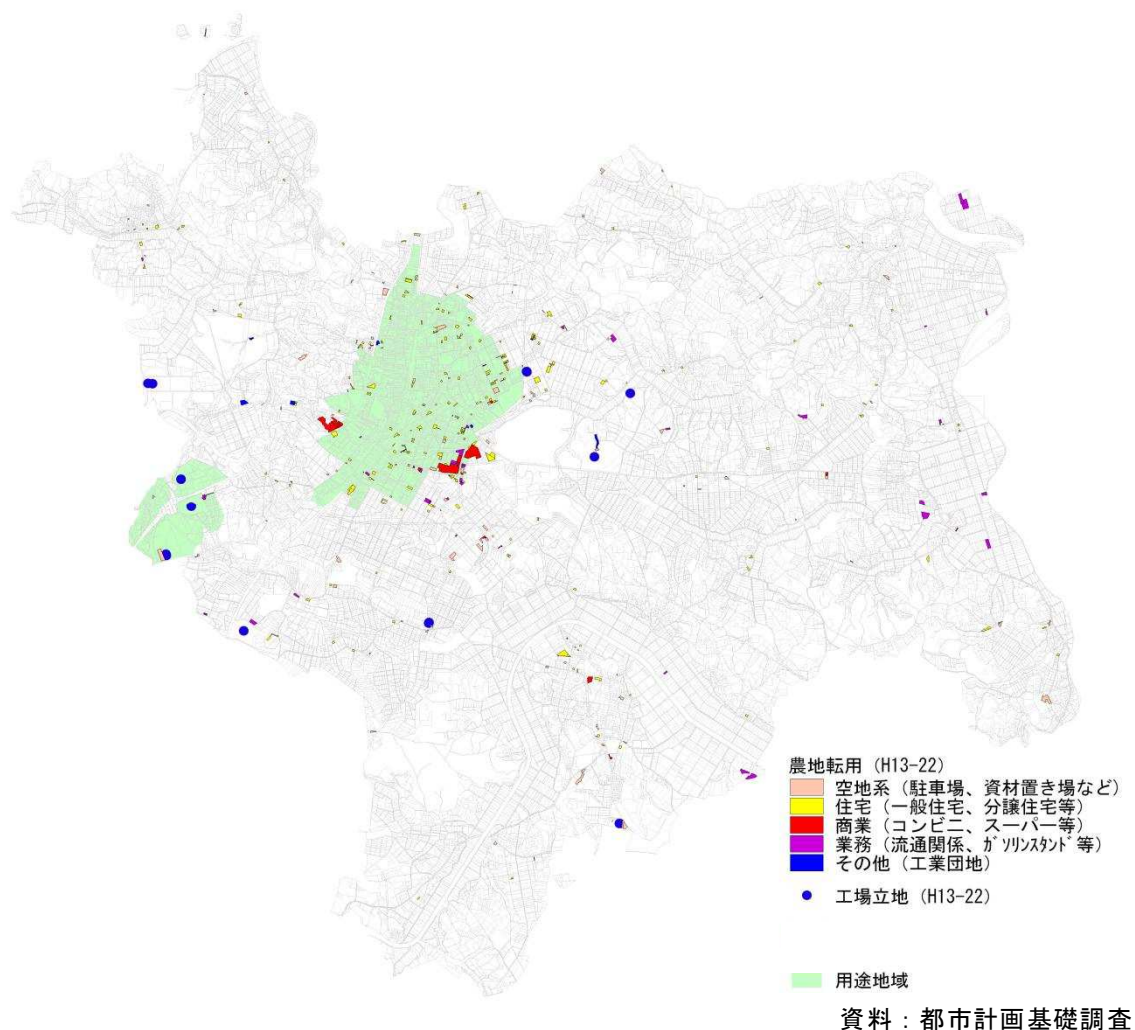 農地転用（H13-22）
空地系（駐車場、資材置き場など）
住宅（一般住宅、分譲住宅等）
商業（コンビニ、スーパー等）
業務（流通関係、ｶﾞｿﾘﾝｽﾀﾝﾄﾞ等）
その他（工業団地）
工場立地（H13-22）
用途地域
資料：都市計画基礎調査